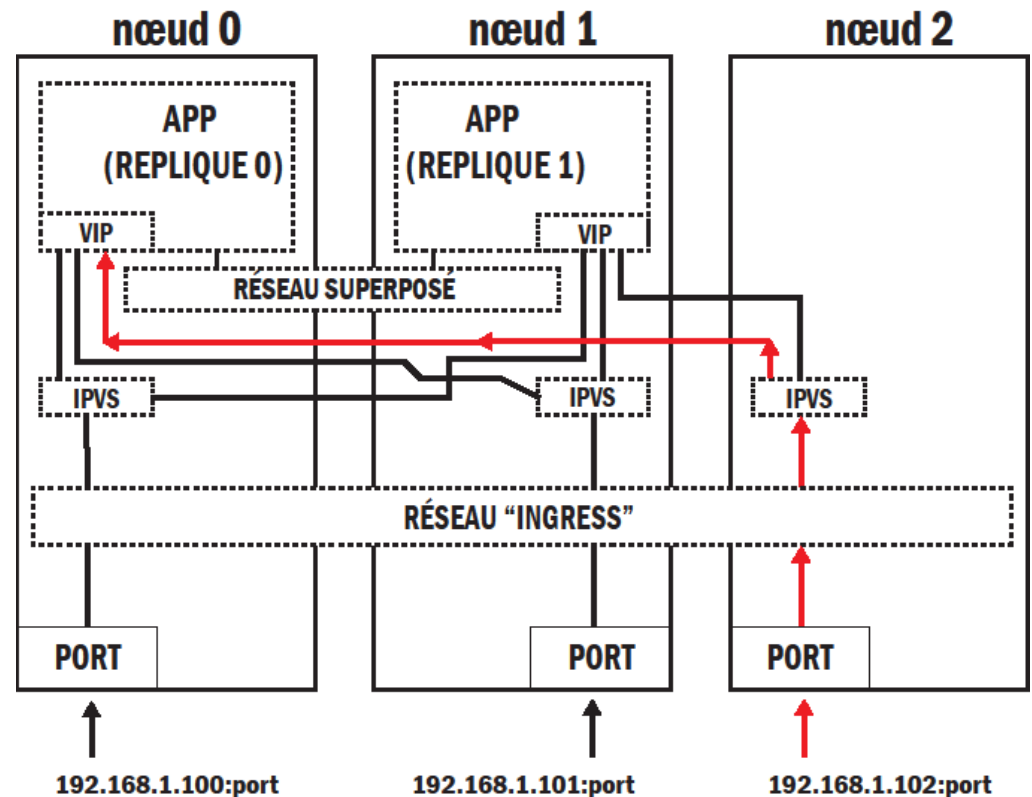 nœud 0
nœud 1
nœud 2
APP
(REPLIQUE 0)
APP
(REPLIQUE 1)
VIP
VIP
RÉSEAU SUPERPOSÉ
IPVS
IPVS
IPVS
RÉSEAU “INGRESS”
PORT
PORT
PORT
192.168.1.100:port
192.168.1.101:port
192.168.1.102:port